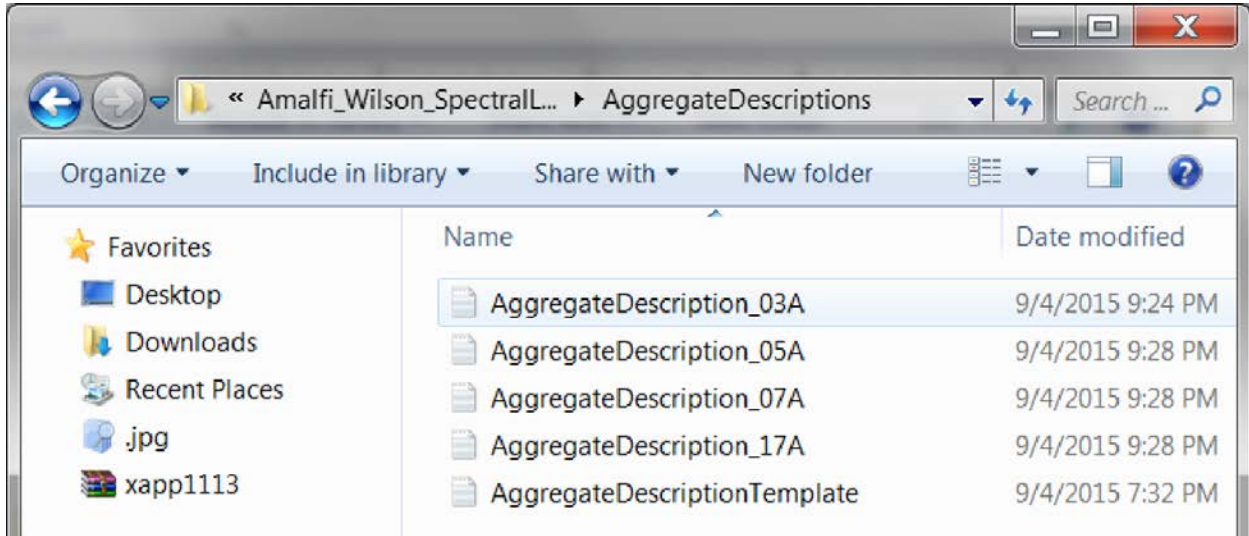 « Amalfi_Wilson_SpectralL... ▸ AggregateDescriptions Search ...
Organize Include in library Share with New folder
Name Date modified
Favorites
Desktop
Downloads
Recent Places
.jpg
xapp1113
AggregateDescription_03A 9/4/2015 9:24 PM
AggregateDescription_05A 9/4/2015 9:28 PM
AggregateDescription_07A 9/4/2015 9:28 PM
AggregateDescription_17A 9/4/2015 9:28 PM
AggregateDescriptionTemplate 9/4/2015 7:32 PM